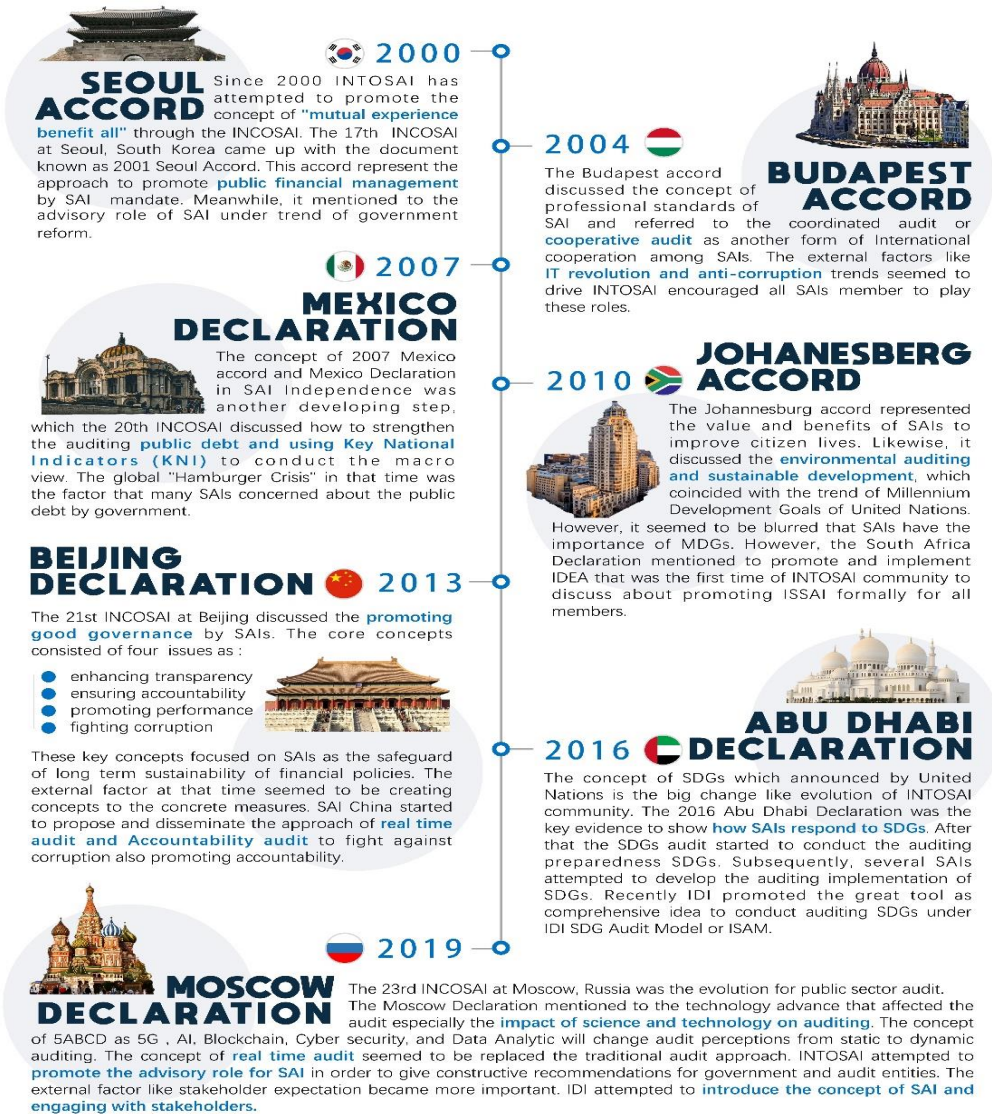 2000
SEOUL
ACCORD
Since 2000 INTOSAI has
attempted to promote the
concept of "mutual experience
benefit all" through the INCOSAI. The 17th INCOSAI
at Seoul, South Korea came up with the document
known as 2001 Seoul Accord. This accord represent the
approach to promote public financial management
by SAI mandate. Meanwhile, it mentioned to the
advisory role of SAI under trend of government
reform.
2004
BUDAPEST
ACCORD
The Budapest accord
discussed the concept of
professional standards of
SAI and referred to the coordinated audit or
cooperative audit as another form of International
cooperation among SAIs. The external factors like
IT revolution and anti-corruption trends seemed to
drive INTOSAI encouraged all SAIs member to play
these roles.
2007
MEXICO
DECLARATION
The concept of 2007 Mexico
accord and Mexico Declaration
in SAI Independence was
another developing step,
which the 20th INCOSAI discussed how to strengthen
the auditing public debt and using Key National
Indicators (KNI) to conduct the macro
view. The global "Hamburger Crisis" in that time was
the factor that many SAIs concerned about the public
debt by government.
JOHANESBERG
2010 ACCORD
The Johannesburg accord represented
the value and benefits of SAIs to
improve citizen lives. Likewise, it
discussed the environmental auditing
and sustainable development, which
coincided with the trend of Millennium
Development Goals of United Nations.
However, it seemed to be blurred that SAIs have the
importance of MDGs. However, the South Africa
Declaration mentioned to promote and implement
IDEA that was the first time of INTOSAI community to
discuss about promoting ISSAI formally for all
members.
BEIJING
DECLARATION 2013
The 21st INCOSAI at Beijing discussed the promoting
good governance by SAIs. The core concepts
consisted of four issues as :
enhancing transparency
ensuring accountability
promoting performance
fighting corruption
These key concepts focused on SAIs as the safeguard
of long term sustainability of financial policies. The
external factor at that time seemed to be creating
concepts to the concrete measures. SAI China started
to propose and disseminate the approach of real time
audit and Accountability audit to fight against
corruption also promoting accountability.
ABU DHABI
2016 DECLARATION
The concept of SDGs which announced by United
Nations is the big change like evolution of INTOSAI
community. The 2016 Abu Dhabi Declaration was the
key evidence to show how SAIs respond to SDGs. After
that the SDGs audit started to conduct the auditing
preparedness SDGs. Subsequently, several SAIs
attempted to develop the auditing implementation of
SDGs. Recently IDI promoted the great tool as
comprehensive idea to conduct auditing SDGs under
IDI SDG Audit Model or ISAM.
2019
MOSCOW
DECLARATION
The 23rd INCOSAI at Moscow, Russia was the evolution for public sector audit.
The Moscow Declaration mentioned to the technology advance that affected the
audit especially the impact of science and technology on auditing. The concept
of 5ABCD as 5G , AI, Blockchain, Cyber security, and Data Analytic will change audit perceptions from static to dynamic
auditing. The concept of real time audit seemed to be replaced the traditional audit approach. INTOSAI attempted to
promote the advisory role for SAI in order to give constructive recommendations for government and audit entities. The
external factor like stakeholder expectation became more important. IDI attempted to introduce the concept of SAI and
engaging with stakeholders.